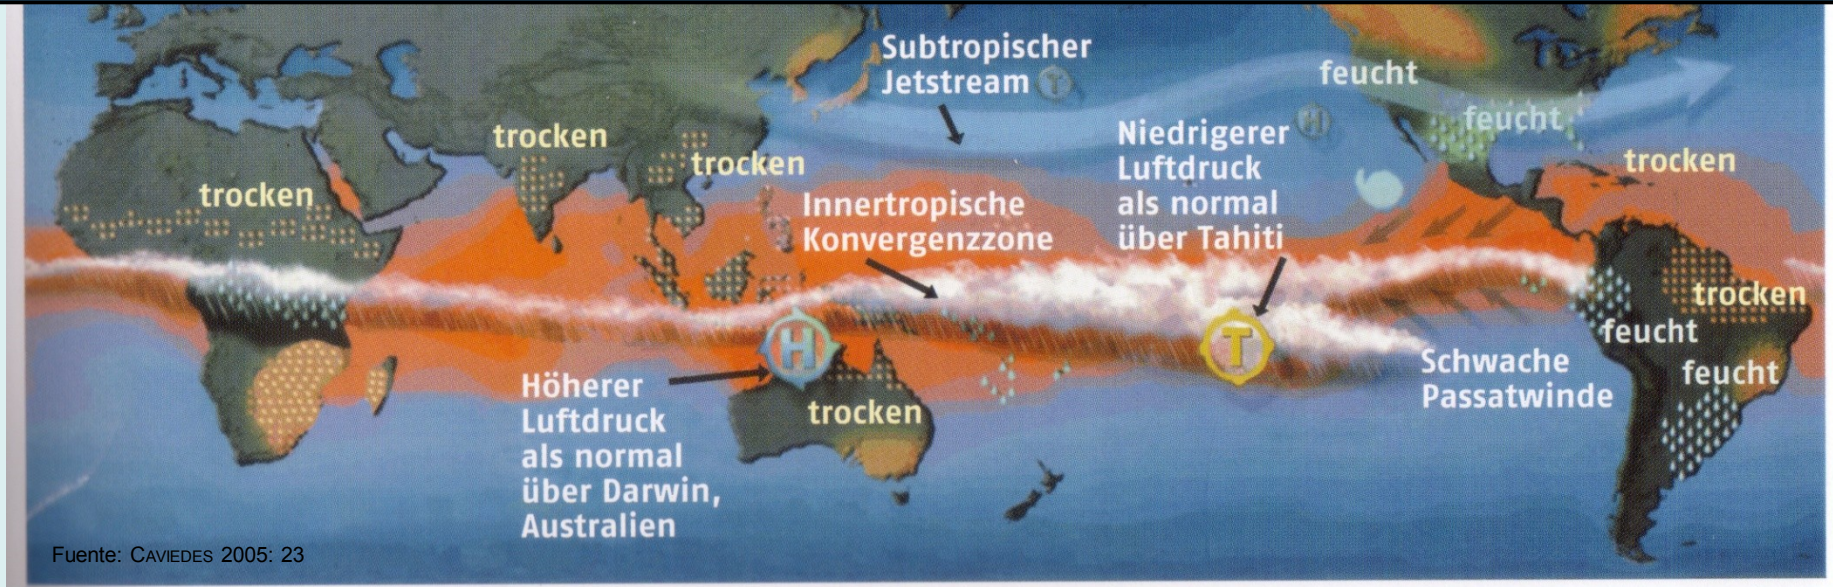 Subtropischer
Jetstream T
feucht
H
feucht
Niedrigerer
Luftdruck
als normal
über Tahiti
trocken
trocken
trocken
trocken
Innertropische
Konvergenzzone
trocken
feucht
feucht
H
T
Schwache
Passatwinde
Höherer
Luftdruck
als normal
über Darwin,
Australien
trocken
Fuente: CAVIEDES 2005: 23